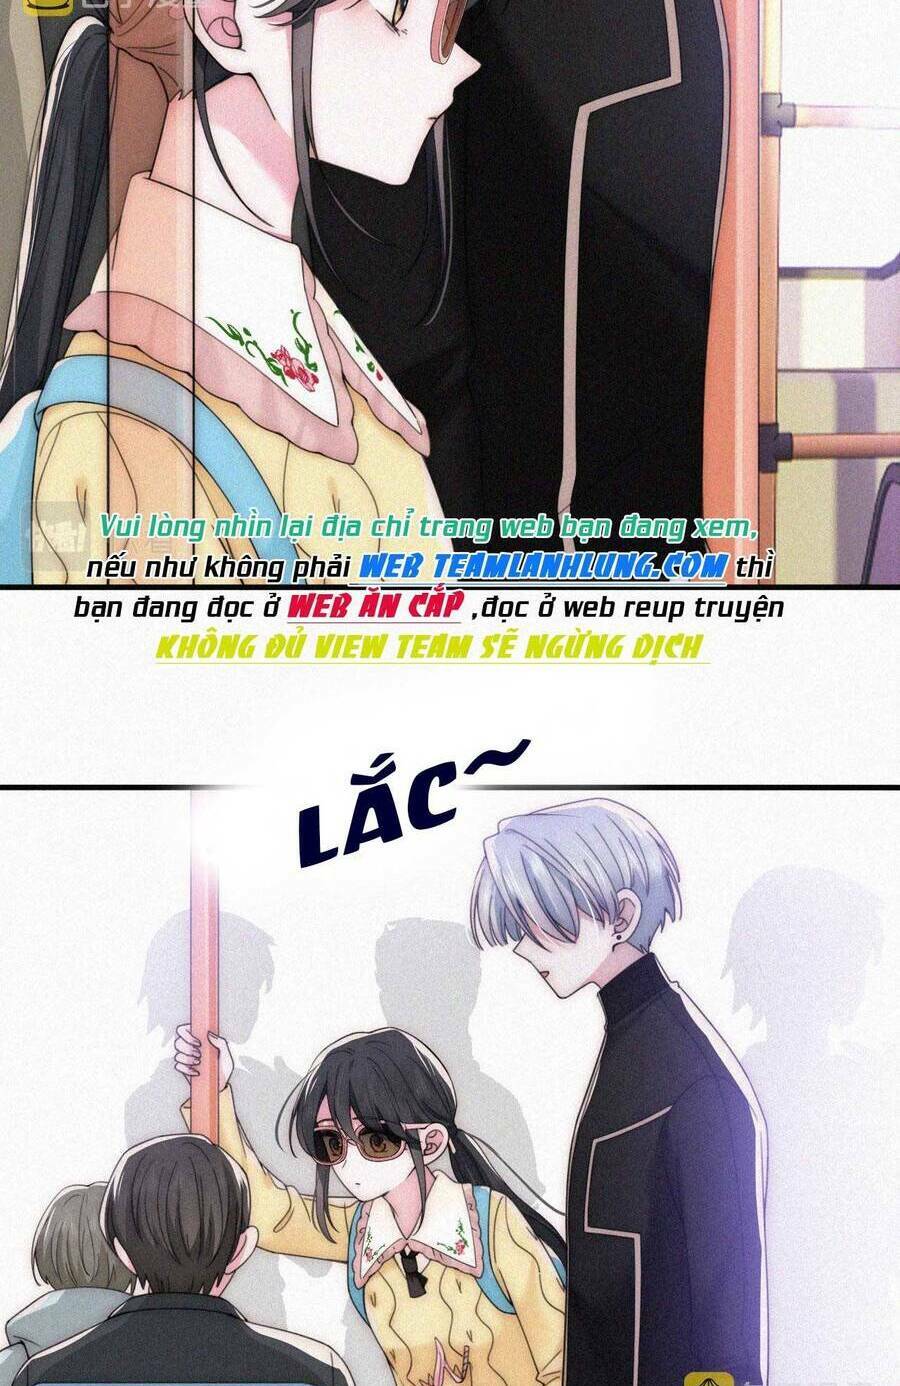 Vui lòng nhìn lại địa chỉ trang web bạn đang xem,
nếu như không phải WEB TEAMLANHLUNG.COM thì
bạn đang đọc ở WEB ĂN CẮP ,đọc ở web reup truyện
KHÔNG ĐỦ VIEW TEAM SẼ NGỪNG DỊCH
LẮC~